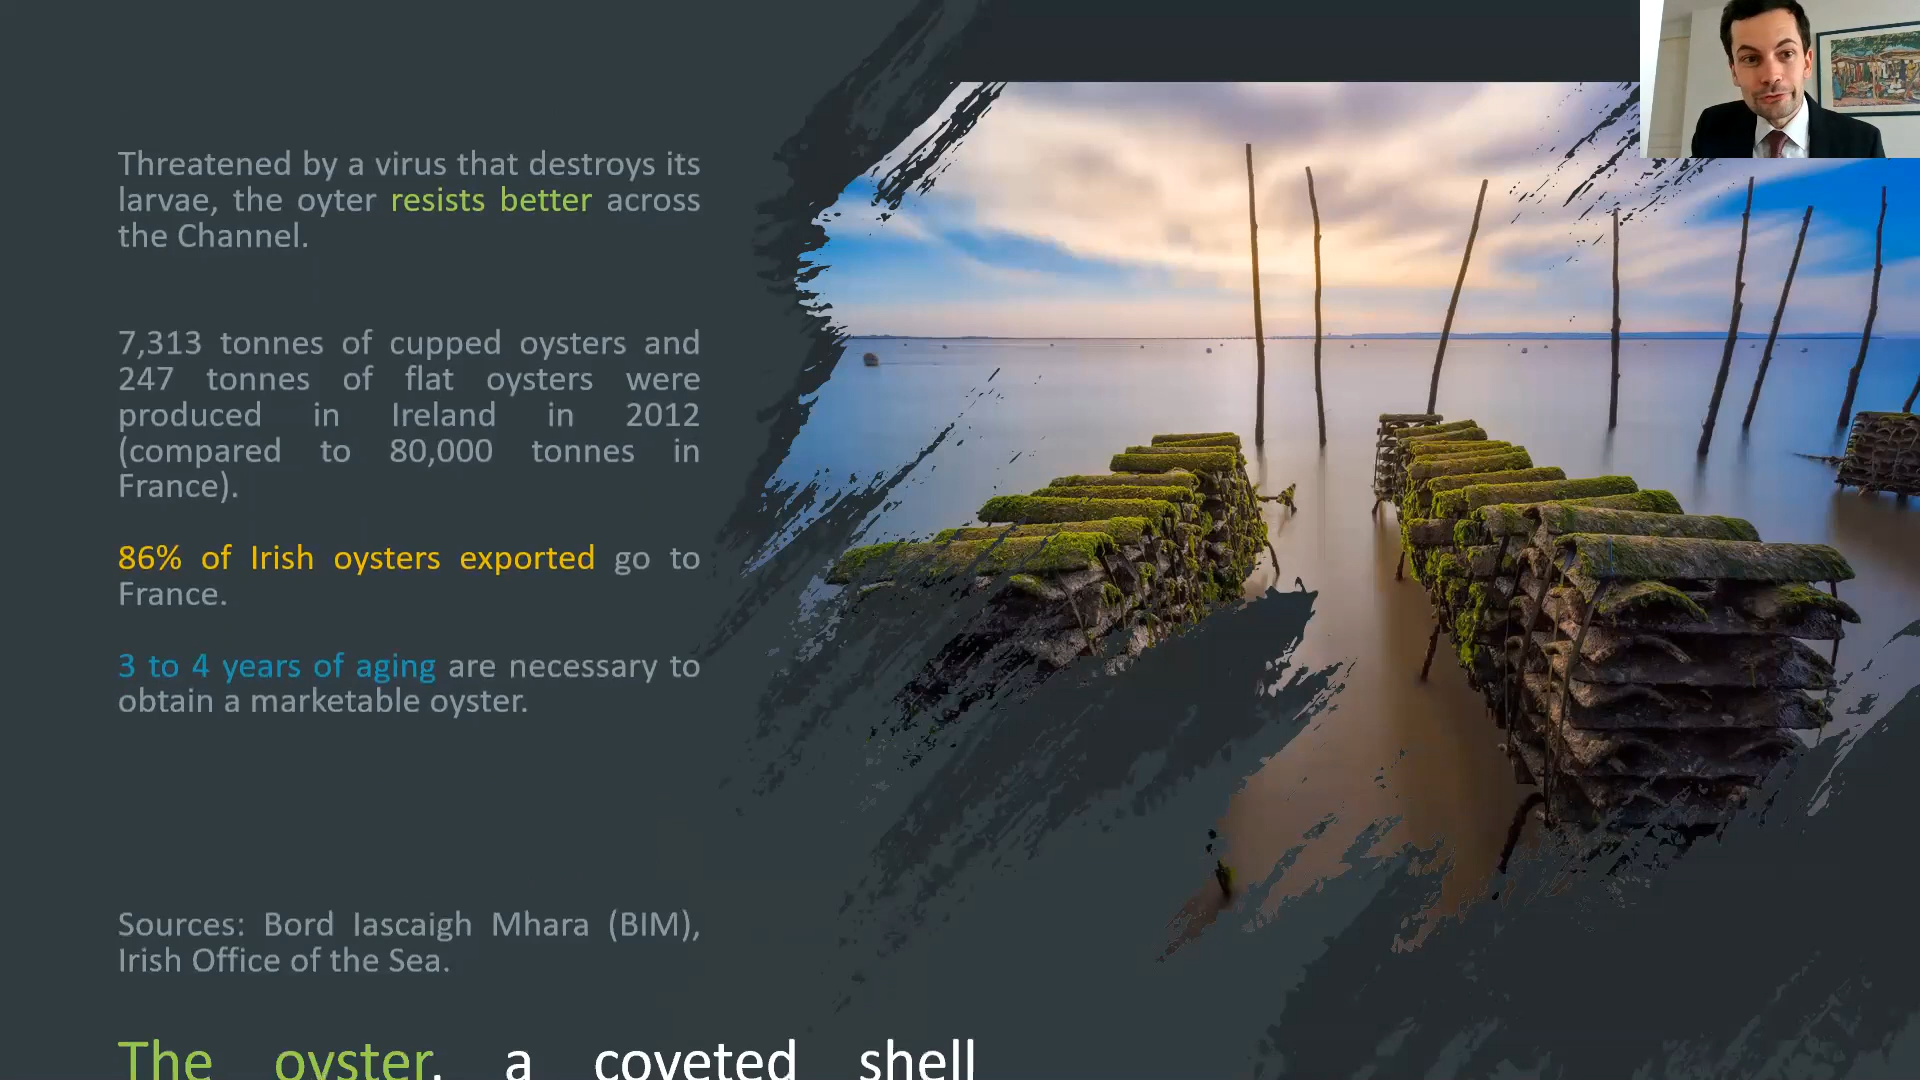 Threatened by a virus that destroys its
larvae, the oyter resists better across
the Channel.
7,313 tonnes of cupped oysters and
247 tonnes of flat oysters were
produced in Ireland in 2012
(compared to 80,000 tonnes in
France).
86% of Irish oysters exported go to
France.
3 to 4 years of aging are necessary to
obtain a marketable oyster.
Sources: Bord Iascaigh Mhara (BIM),
Irish Office of the Sea.
The oyster, a coveted shell